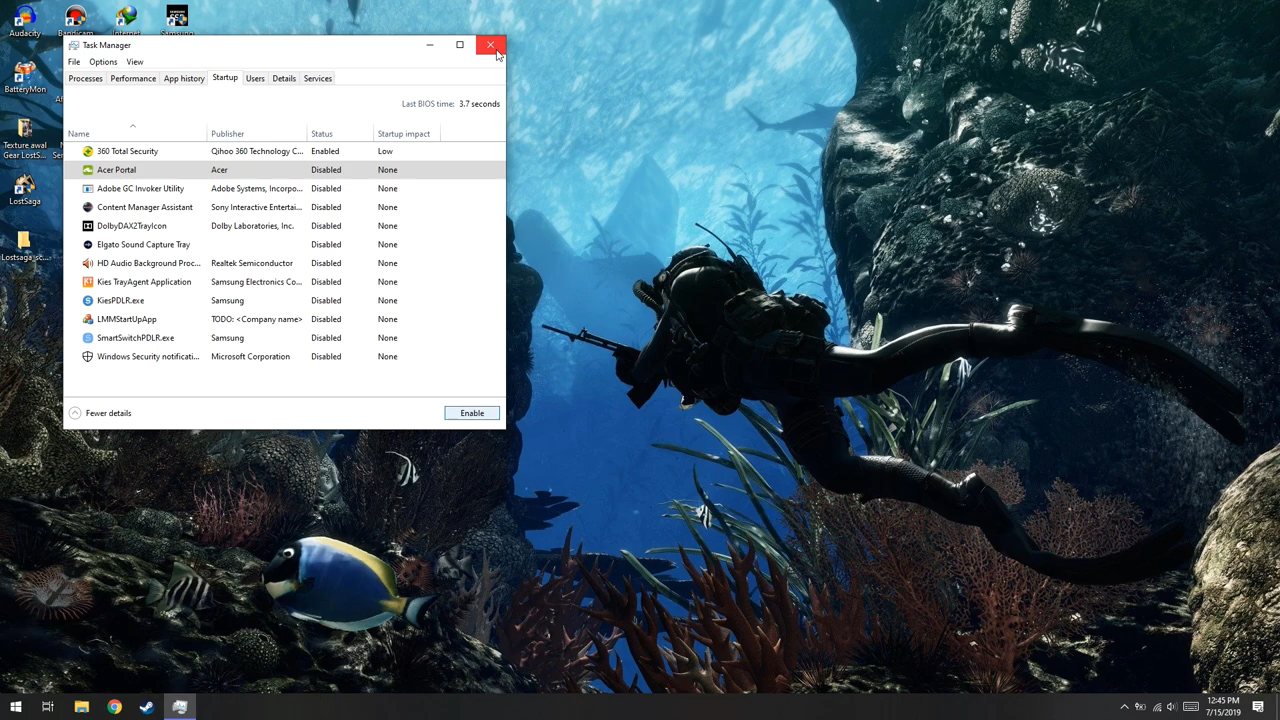 Audacity
Bandicam
Internet
Samsung
Task Manager
File Options View
Processes Performance App history Startup Users Details Services
Last BIOS time: 3.7 seconds
Name Publisher Status Startup impact
360 Total Security Qihoo 360 Technology C... Enabled Low
Acer Portal Acer Disabled None
Adobe GC Invoker Utility Adobe Systems, Incorpo... Disabled None
Content Manager Assistant Sony Interactive Entertai... Disabled None
DolbyDAX2TrayIcon Dolby Laboratories, Inc. Disabled None
Elgato Sound Capture Tray Disabled None
HD Audio Background Proc... Realtek Semiconductor Disabled None
Kies TrayAgent Application Samsung Electronics Co... Disabled None
KiesPDLR.exe Samsung Disabled None
LMMStartUpApp TODO: <Company name> Disabled None
SmartSwitchPDLR.exe Samsung Disabled None
Windows Security notificati... Microsoft Corporation Disabled None
Fewer details Enable
BatteryMon
Texture awal
Gear LostS...
LostSaga
Lostsaga_sc...
12:45 PM
7/15/2019